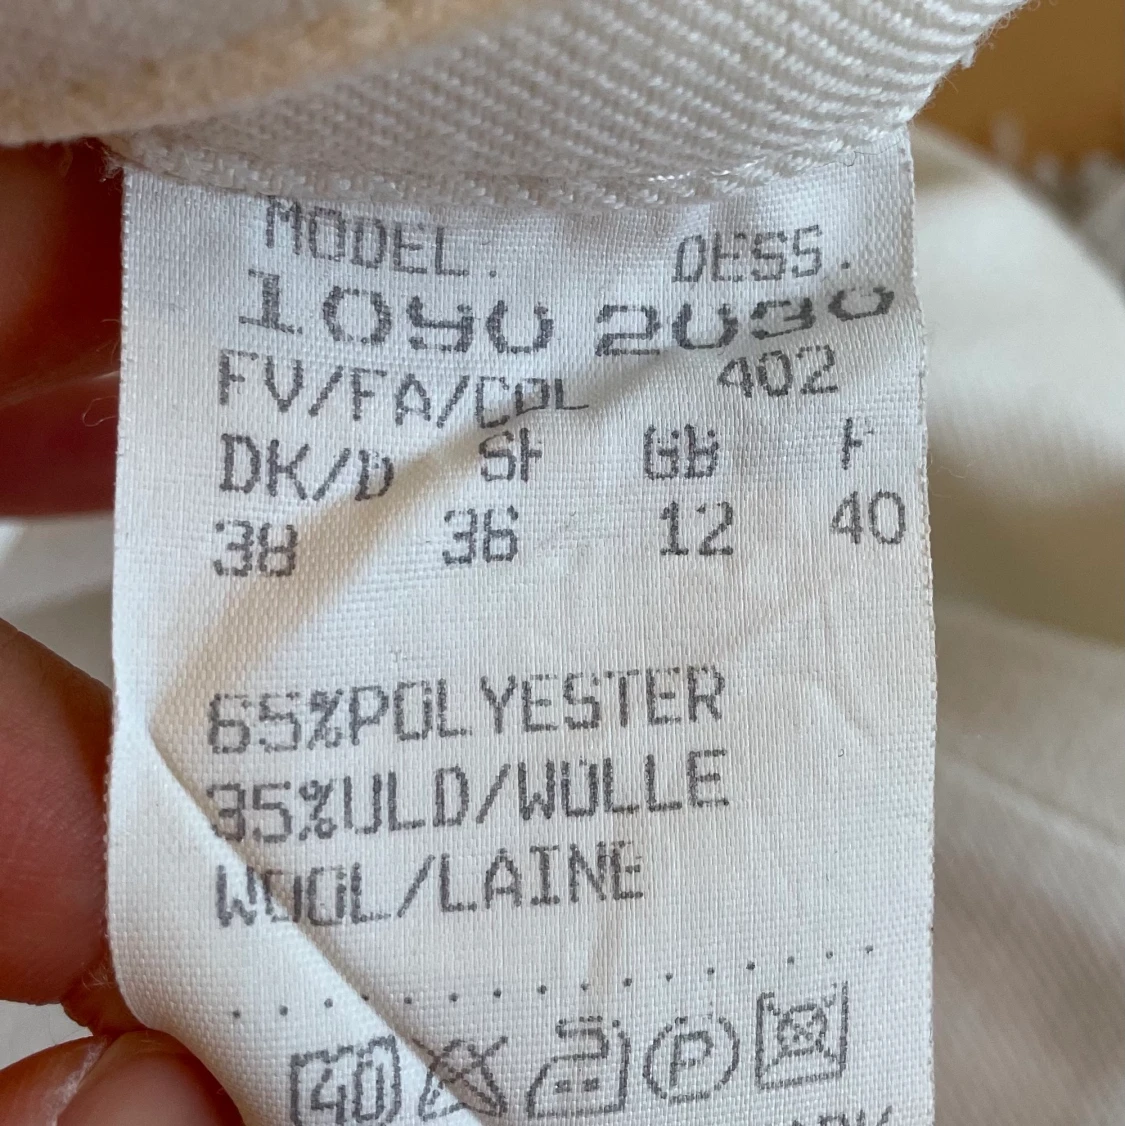 MODEL. DESS.
1090 2030
FV/FA/COL 402
DK/D SF GB F
38 36 12 40
65%POLYESTER
35%ULD/WOLLE
WOOL/LAINE
40 P